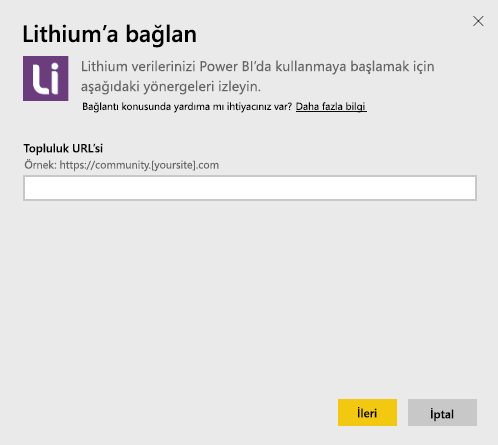 Lithium’a bağlan
Li
Lithium verilerinizi Power BI’da kullanmaya başlamak için
aşağıdaki yönergeleri izleyin.
Bağlantı konusunda yardıma mı ihtiyacınız var? Daha fazla bilgi
Topluluk URL’si
Örnek: https://community.[yoursite].com
İleri
İptal